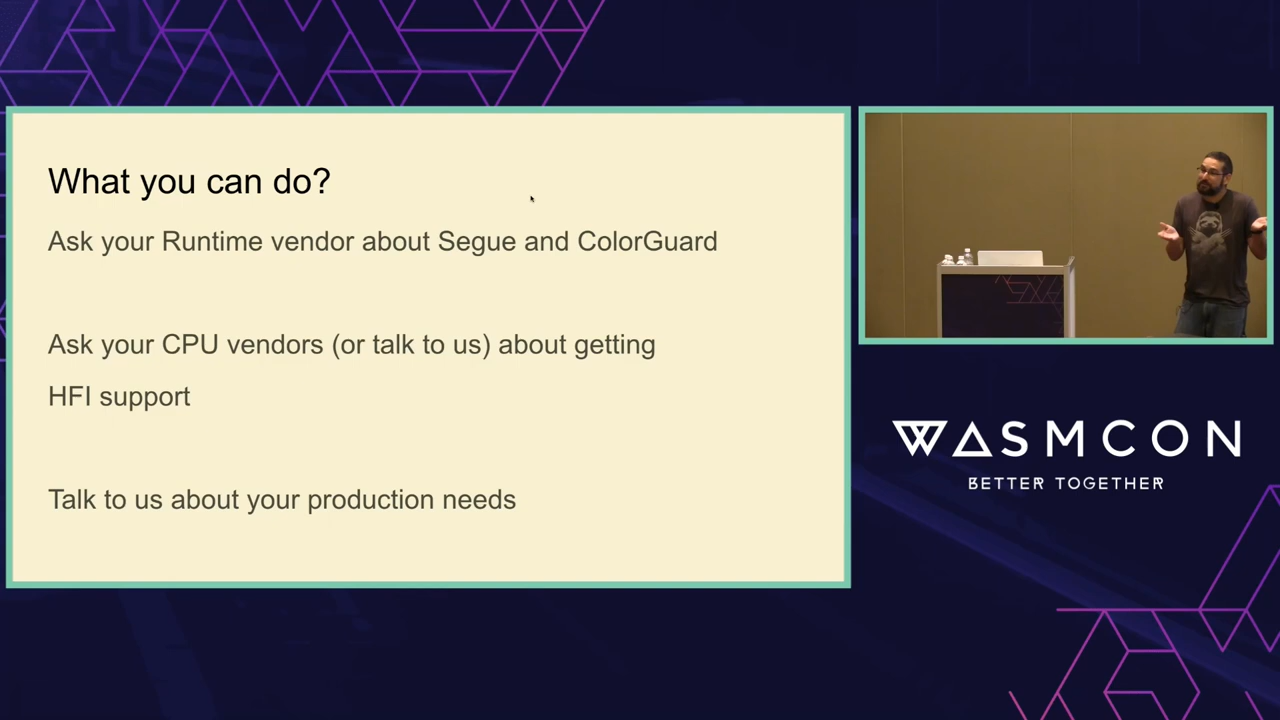 What you can do?
Ask your Runtime vendor about Segue and ColorGuard
Ask your CPU vendors (or talk to us) about getting
HFI support
Talk to us about your production needs
WASMCON
BETTER TOGETHER